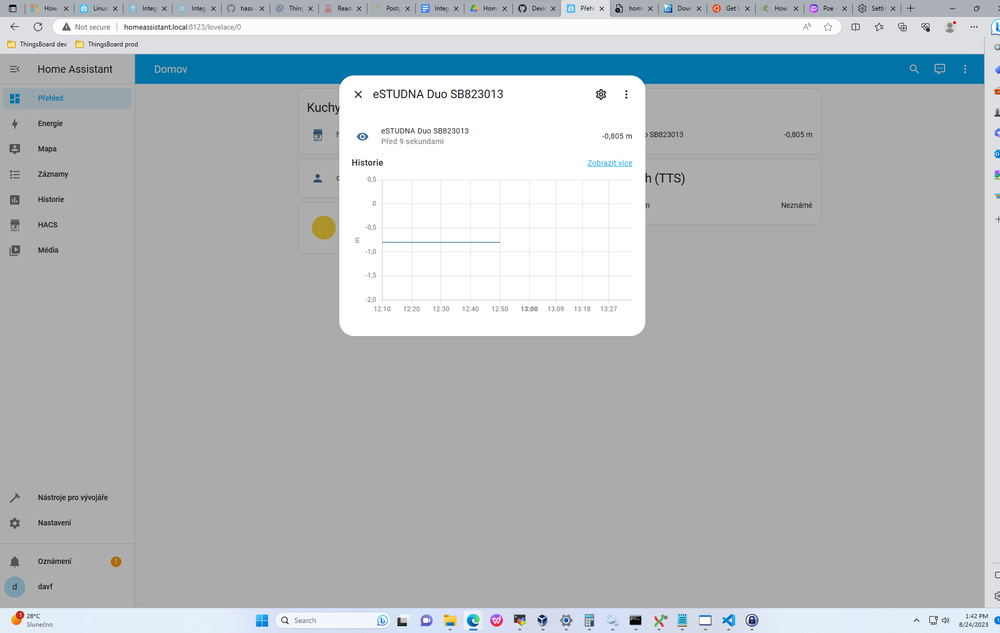 How
Linux
Integ
Integ
hass-
Thing
Read
Postg
Integ
Hom
Devic
Přehl
home
Dow
Get U
How
Poe -
Settin
Not secure
homeassistant.local:8123/lovelace/0
ThingsBoard dev
ThingsBoard prod
Home Assistant
Domov
Přehled
Energie
Mapa
Záznamy
Historie
HACS
HACS
Média
Nástroje pro vývojáře
Nastavení
Oznámení
1
d
davf
Kuchy
HACS
h
SB823013
-0,805 m
h (TTS)
m
Neznámé
eSTUDNA Duo SB823013
eSTUDNA Duo SB823013
Před 9 sekundami
-0,805 m
Historie
Zobrazit více
0,5
0
-0,5
-1,0
-1,5
-2,0
m
12:10
12:20
12:30
12:40
12:50
13:00
13:09
13:18
13:27
1
28°C
Slunečno
Search
1:42 PM
8/24/2023